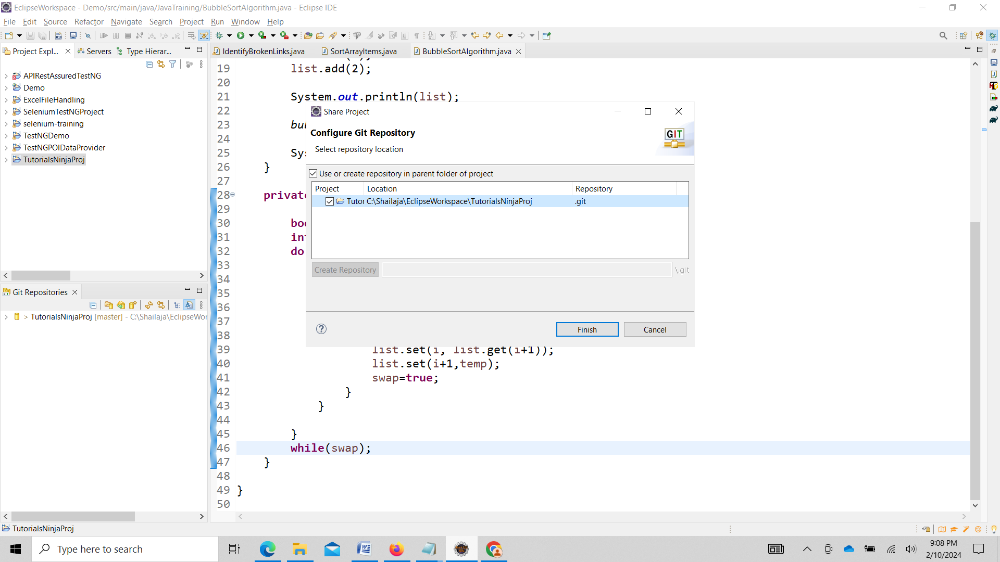 EclipseWorkspace - Demo/src/main/java/JavaTraining/BubbleSortAlgorithm.java - Eclipse IDE
File Edit Source Refactor Navigate Search Project Run Window Help
Project Expl... Servers Type Hierar...
APIRestAssuredTestNG
Demo
ExcelFileHandling
SeleniumTestNGProject
selenium-training
TestNGDemo
TestNGPOIDataProvider
TutorialsNinjaProj
Git Repositories
> TutorialsNinjaProj [master] - C:\Shailaja\EclipseWor
IdentifyBrokenLinks.java SortArrayItems.java BubbleSortAlgorithm.java
19 list.add(2);
20
21 System.out.println(list);
22
23 bub
24
25 Sys
26 }
27
28 private
29
30 boo
31 int
32 do
33
34
35
36
37
38
39 list.set(i, list.get(i+1));
40 list.set(i+1,temp);
41 swap=true;
42 }
43 }
44
45 }
46 while(swap);
47 }
48
49 }
50
Share Project
Configure Git Repository
Select repository location
GIT
Use or create repository in parent folder of project
Project Location Repository
Tutor C:\Shailaja\EclipseWorkspace\TutorialsNinjaProj .git
Create Repository \.git
Finish Cancel
TutorialsNinjaProj
Type here to search
9:08 PM
2/10/2024